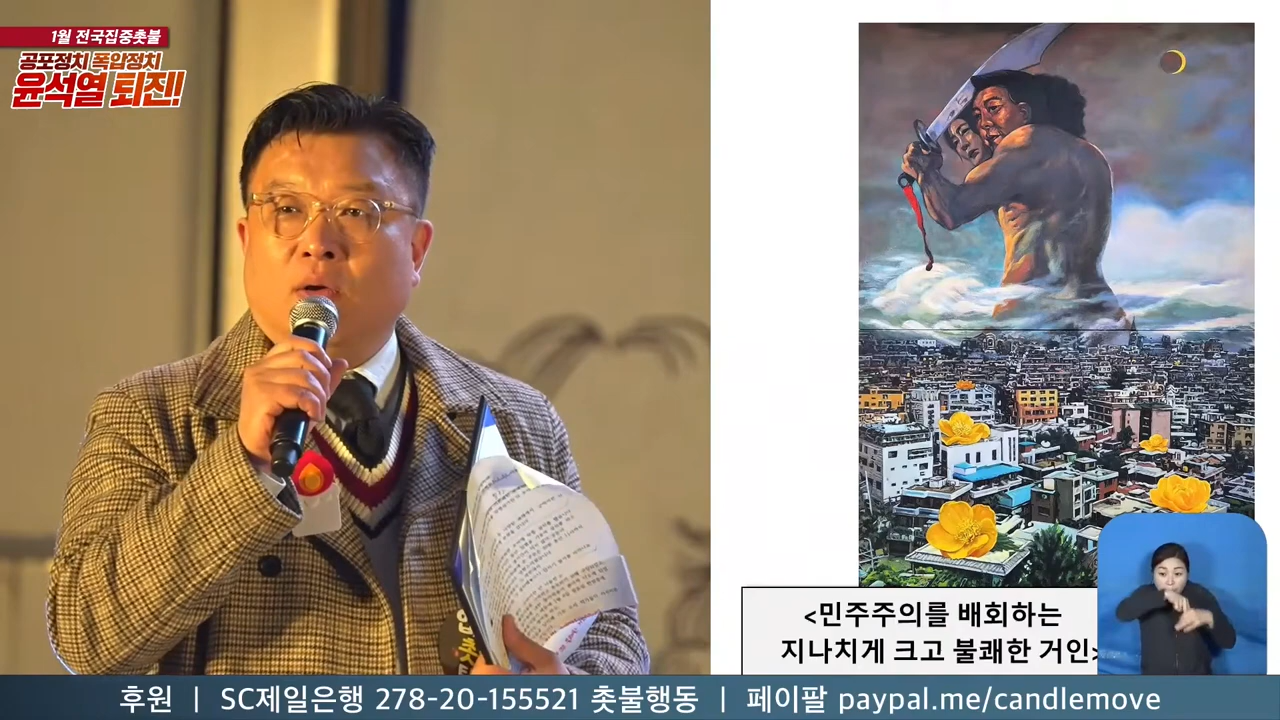 1월 전국집중촛불
공포정치 폭압정치
윤석열 퇴진!
<민주주의를 배회하는
지나치게 크고 불쾌한 거인>
후원 | SC제일은행 278-20-155521 촛불행동 | 페이팔 paypal.me/candlemove